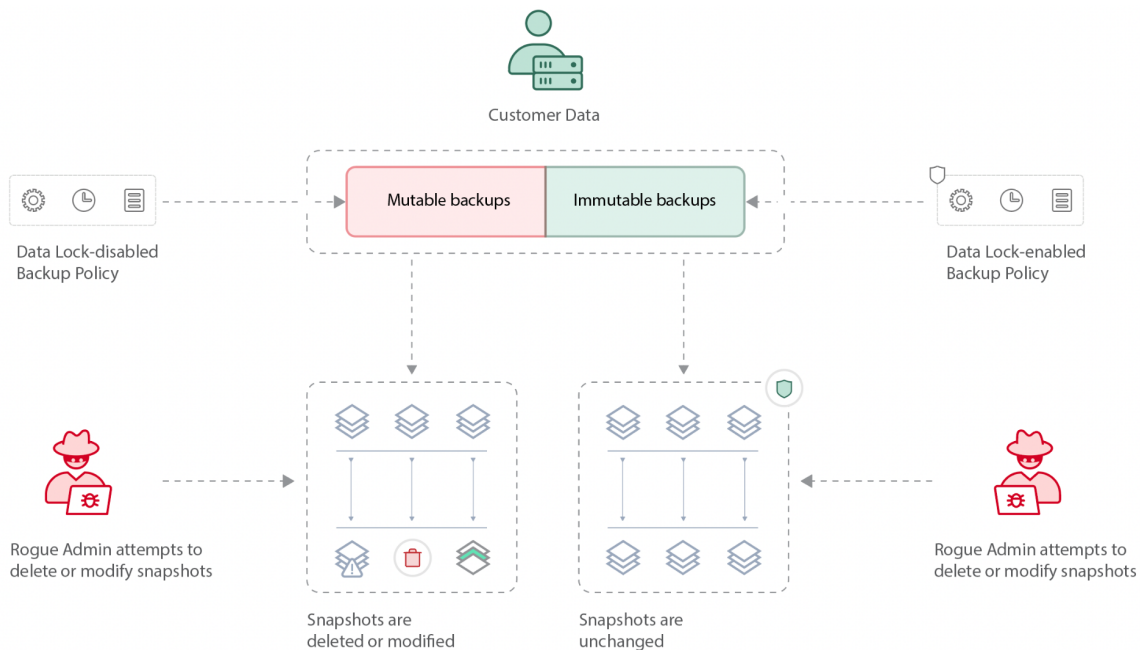 Customer Data
Mutable backups
Immutable backups
Data Lock-disabled
Backup Policy
Data Lock-enabled
Backup Policy
Rogue Admin attempts to
delete or modify snapshots
Rogue Admin attempts to
delete or modify snapshots
Snapshots are
deleted or modified
Snapshots are
unchanged